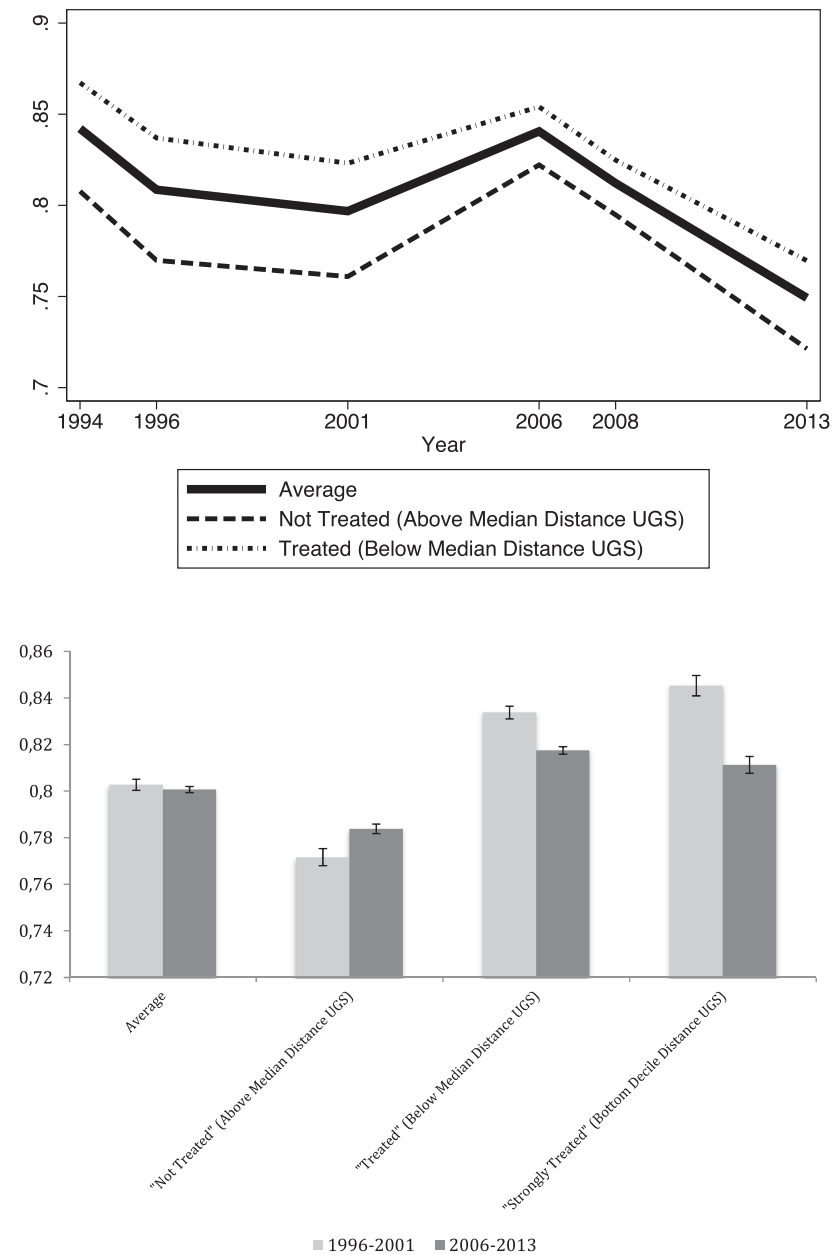 .9
.85
.8
.75
.7
1994 1996 2001 2006 2008 2013
Year
Average
Not Treated (Above Median Distance UGS)
Treated (Below Median Distance UGS)
0,86
0,84
0,82
0,8
0,78
0,76
0,74
0,72
Average
"Not Treated" (Above Median Distance UGS)
"Treated" (Below Median Distance UGS)
"Strongly Treated" (Bottom Decile Distance UGS)
1996-2001 2006-2013